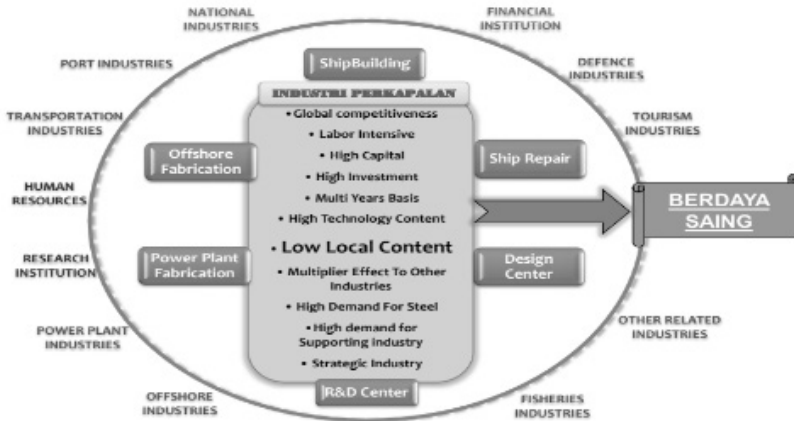 NATIONAL
INDUSTRIES
FINANCIAL
INSTITUTION
PORT INDUSTRIES
DEFENCE
INDUSTRIES
TRANSPORTATION
INDUSTRIES
TOURISM
INDUSTRIES
HUMAN
RESOURCES
RESEARCH
INSTITUTION
POWER PLANT
INDUSTRIES
OTHER RELATED
INDUSTRIES
OFFSHORE
INDUSTRIES
FISHERIES
INDUSTRIES
ShipBuilding
Offshore
Fabrication
Ship Repair
Power Plant
Fabrication
Design
Center
R&D Center
INDUSTRI PERKAPALAN
• Global competitiveness
• Labor Intensive
• High Capital
• High Investment
• Multi Years Basis
• High Technology Content
• Low Local Content
• Multiplier Effect To Other
Industries
• High Demand For Steel
• High demand for
Supporting Industry
• Strategic Industry
BERDAYA
SAING